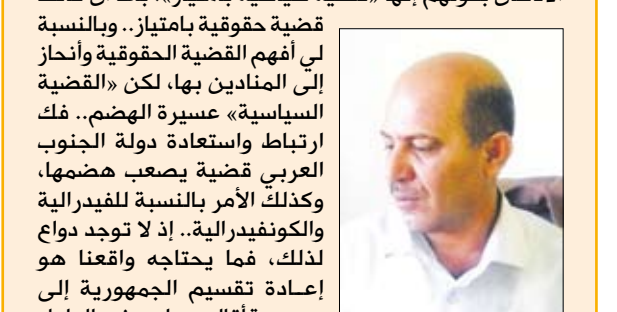 قضية حقوقية بامتياز.. وبالنسبة
لي أفهم القضية الحقوقية وأنحاز
إلى المنادين بها، لكن «القضية
السياسية» عسيرة الهضم.. فك
ارتباط واستعادة دولة الجنوب
العربي قضية يصعب هضمها،
وكذلك الأمر بالنسبة للفيدرالية
والكونفيدرالية.. إذ لا توجد دواع
لذلك، فما يحتاجه واقعنا هو
إعـادة تقسيم الجمهورية إلى